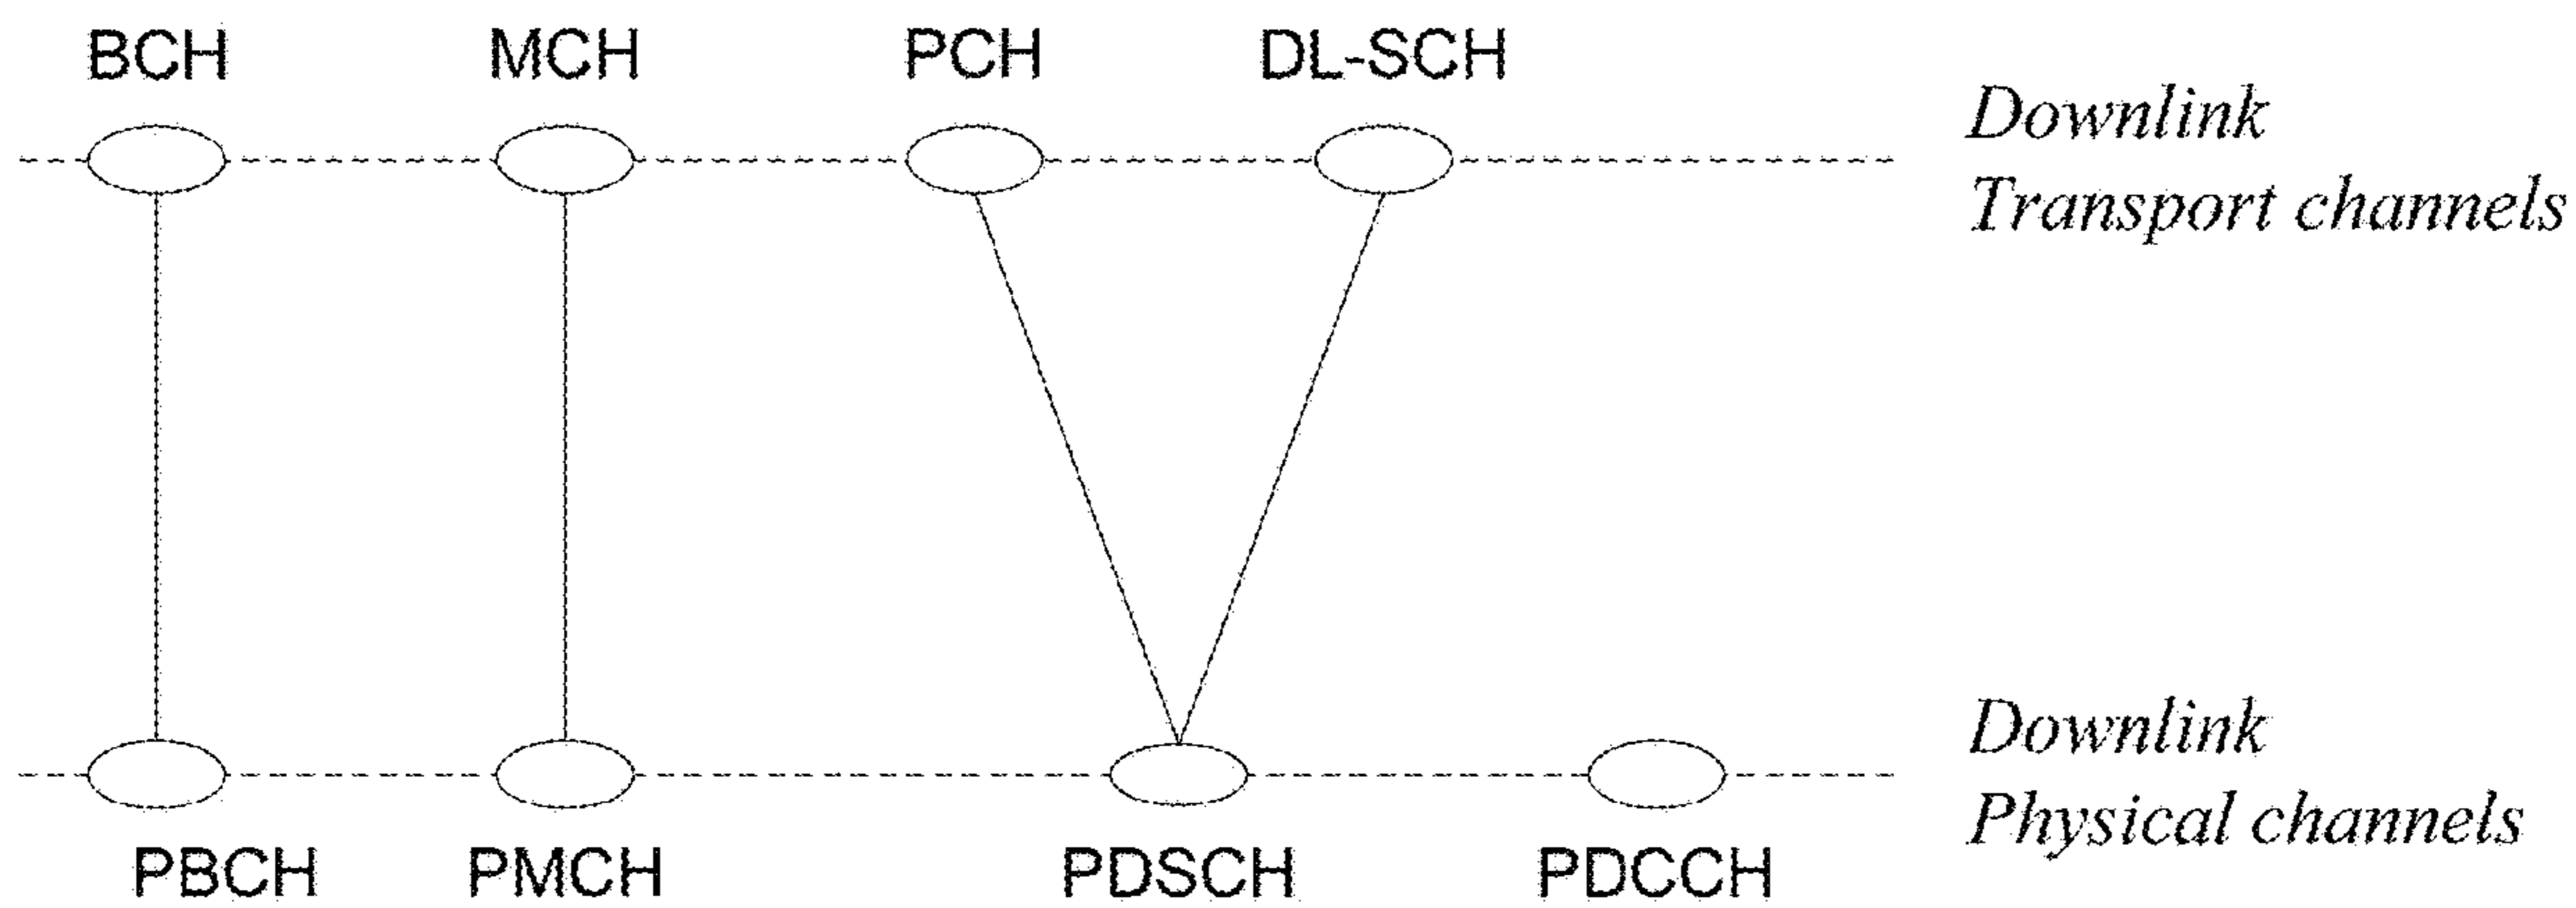 BCH MCH PCH DL-SCH
Downlink
Transport channels
Downlink
Physical channels
PBCH PMCH PDSCH PDCCH